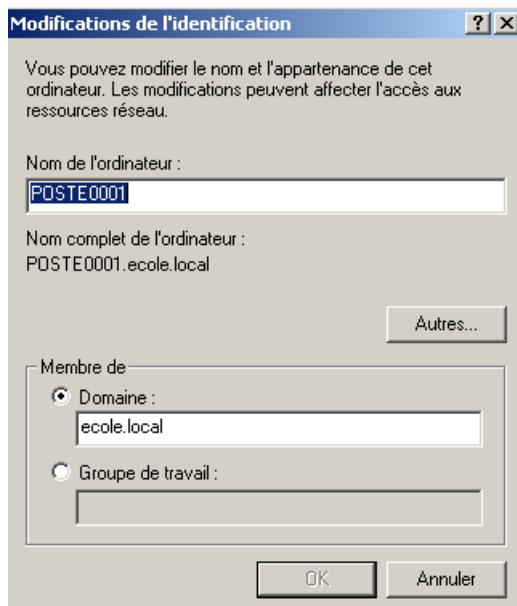 Modifications de l'identification
Vous pouvez modifier le nom et l'appartenance de cet
ordinateur. Les modifications peuvent affecter l'accès aux
ressources réseau.
Nom de l'ordinateur :
POSTE0001
Nom complet de l'ordinateur :
POSTE0001.ecole.local
Autres...
Membre de
Domaine :
ecole.local
Groupe de travail :
OK Annuler